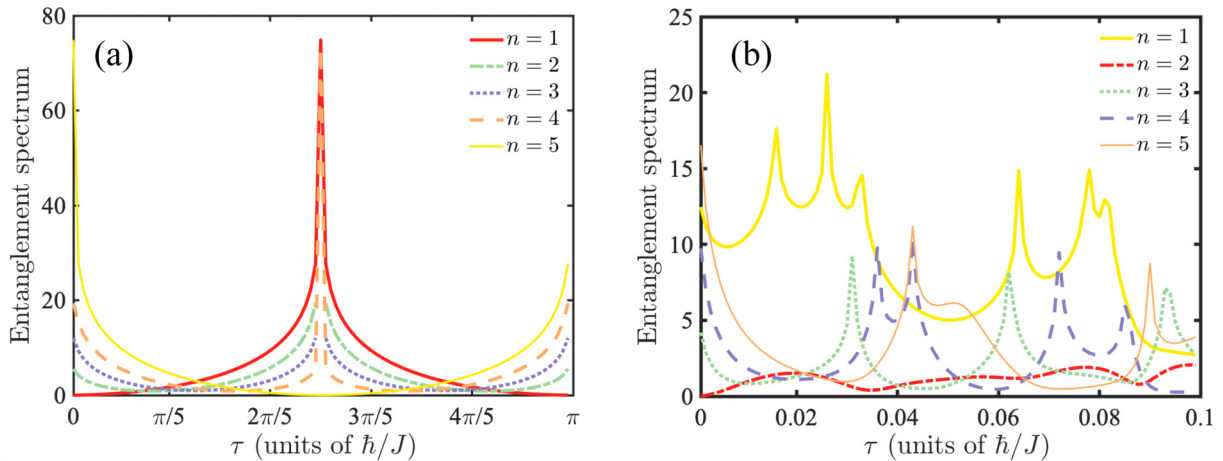 (a)
Entanglement spectrum
80
60
40
20
0
n = 1
n = 2
n = 3
n = 4
n = 5
0 π/5 2π/5 3π/5 4π/5 π
τ (units of ħ/J)
(b)
Entanglement spectrum
25
20
15
10
5
0
n = 1
n = 2
n = 3
n = 4
n = 5
0 0.02 0.04 0.06 0.08 0.1
τ (units of ħ/J)